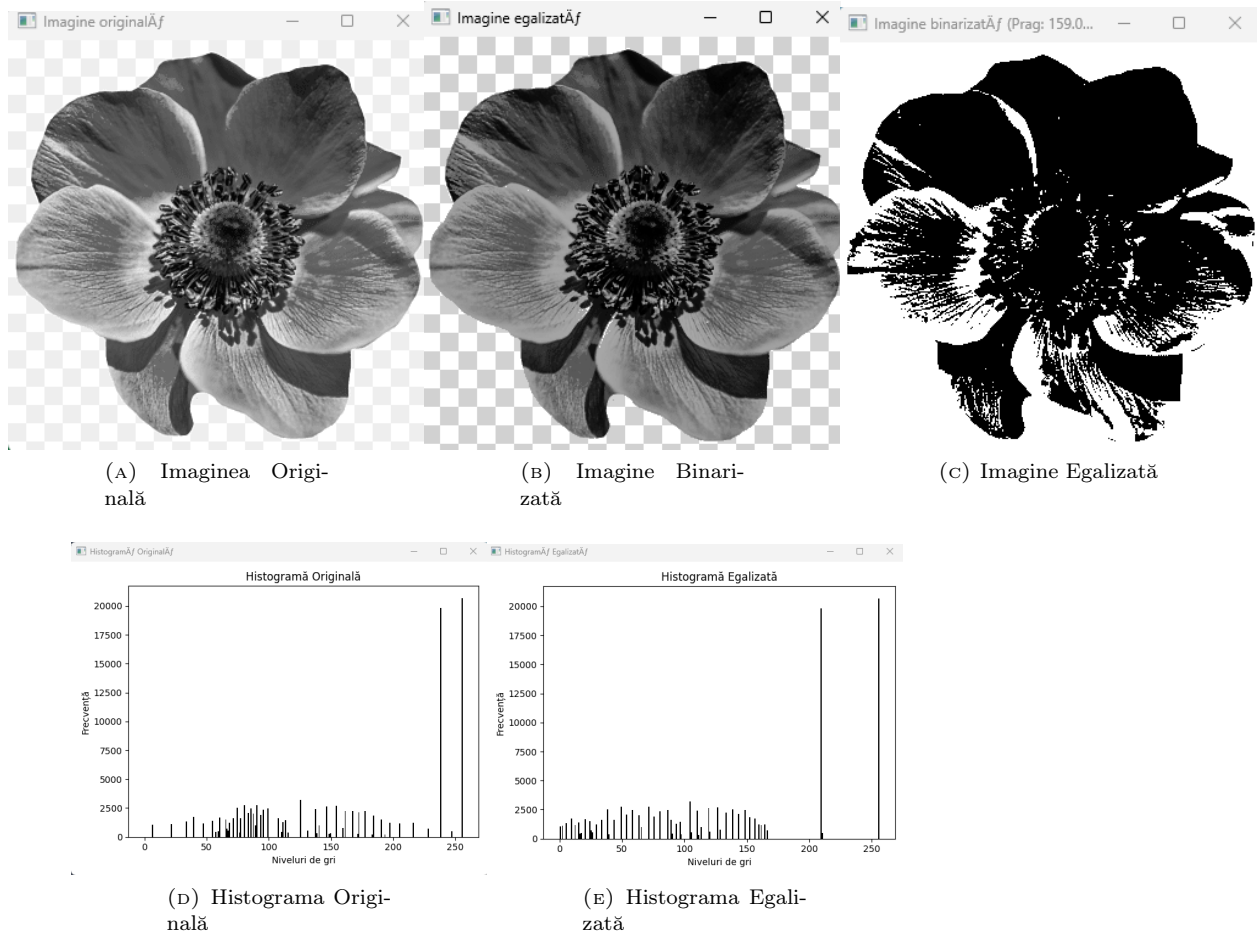 Imagine originalÄƒ
Imagine egalizatÄƒ
Imagine binarizatÄƒ (Prag: 159.0...
(A) Imaginea Origi-
nală
(B) Imagine Binari-
zată
(C) Imagine Egalizată
HistogramÄƒ OriginalÄƒ
Histogramă Originală
Frecvență
20000
17500
15000
12500
10000
7500
5000
2500
0
0 50 100 150 200 250
Niveluri de gri
HistogramÄƒ EgalizatÄƒ
Histogramă Egalizată
Frecvență
20000
17500
15000
12500
10000
7500
5000
2500
0
0 50 100 150 200 250
Niveluri de gri
(D) Histograma Origi-
nală
(E) Histograma Egali-
zată